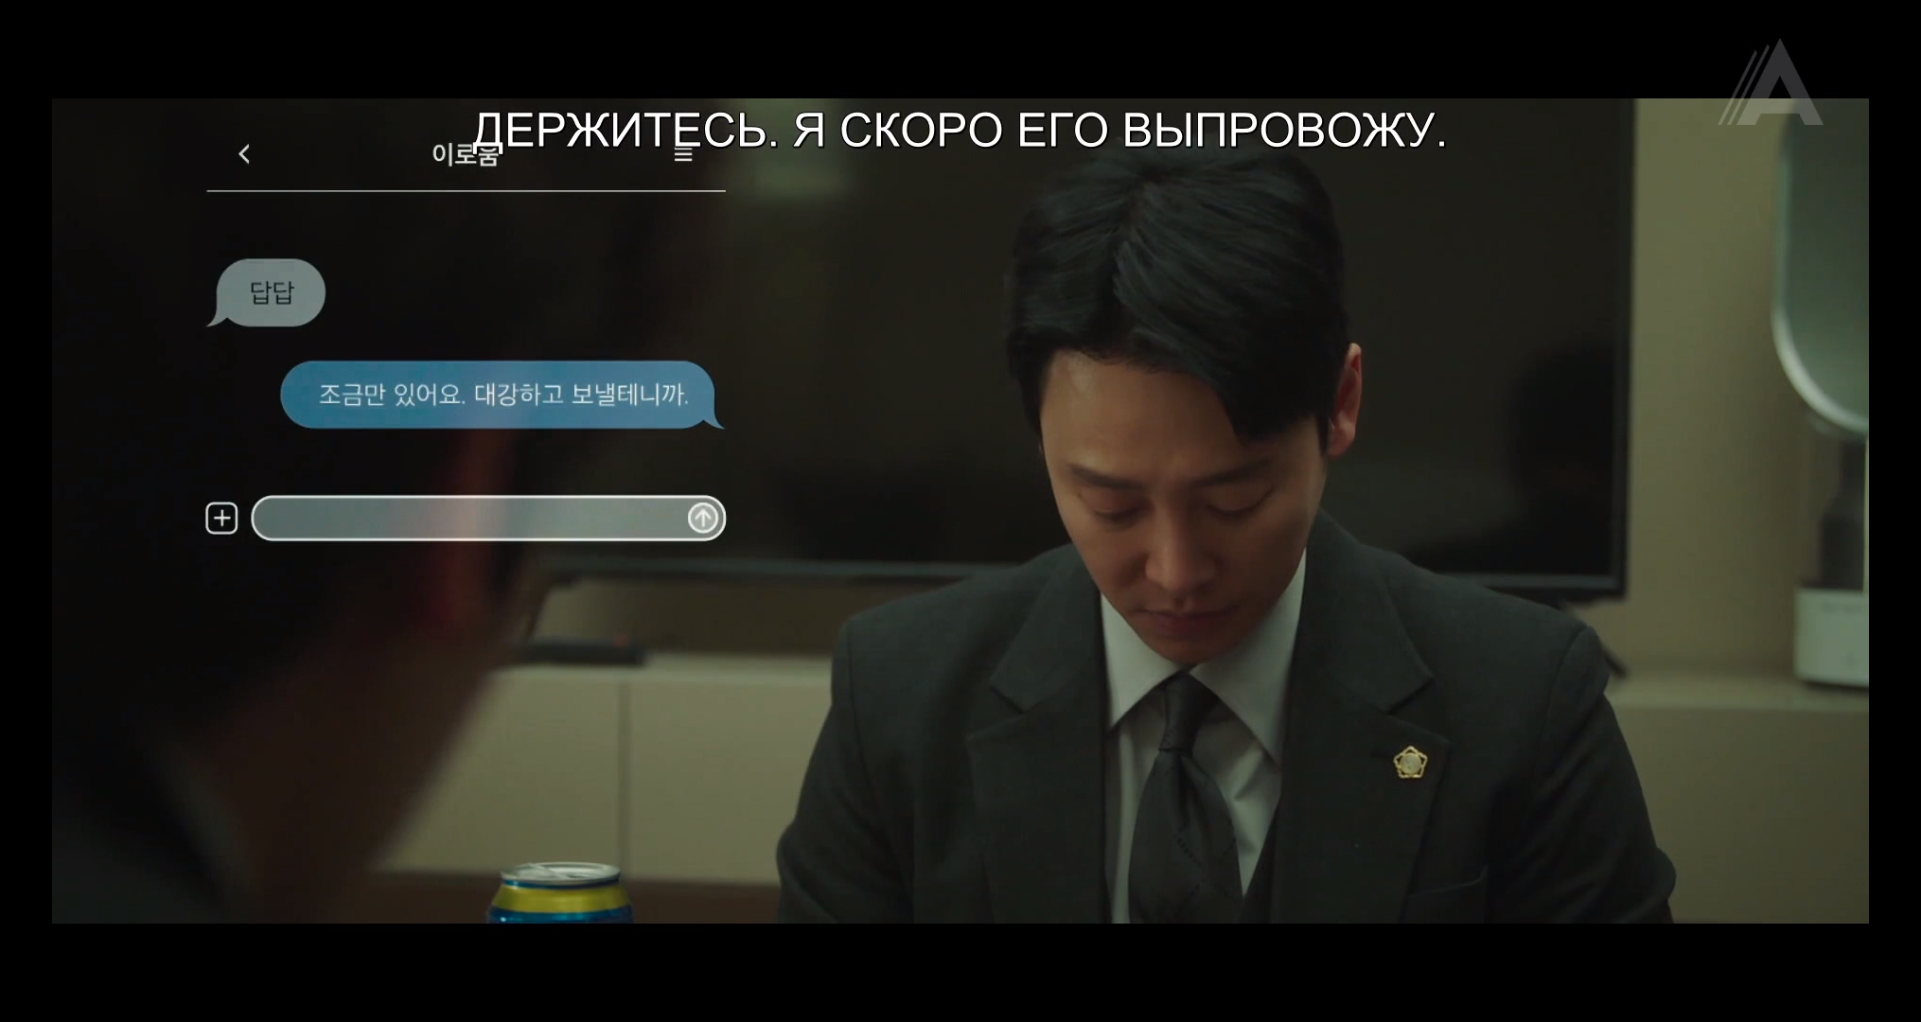 ДЕРЖИТЕСЬ. Я СКОРО ЕГО ВЫПРОВОЖУ.
이로움
답답
조금만 있어요. 대강하고 보낼테니까.